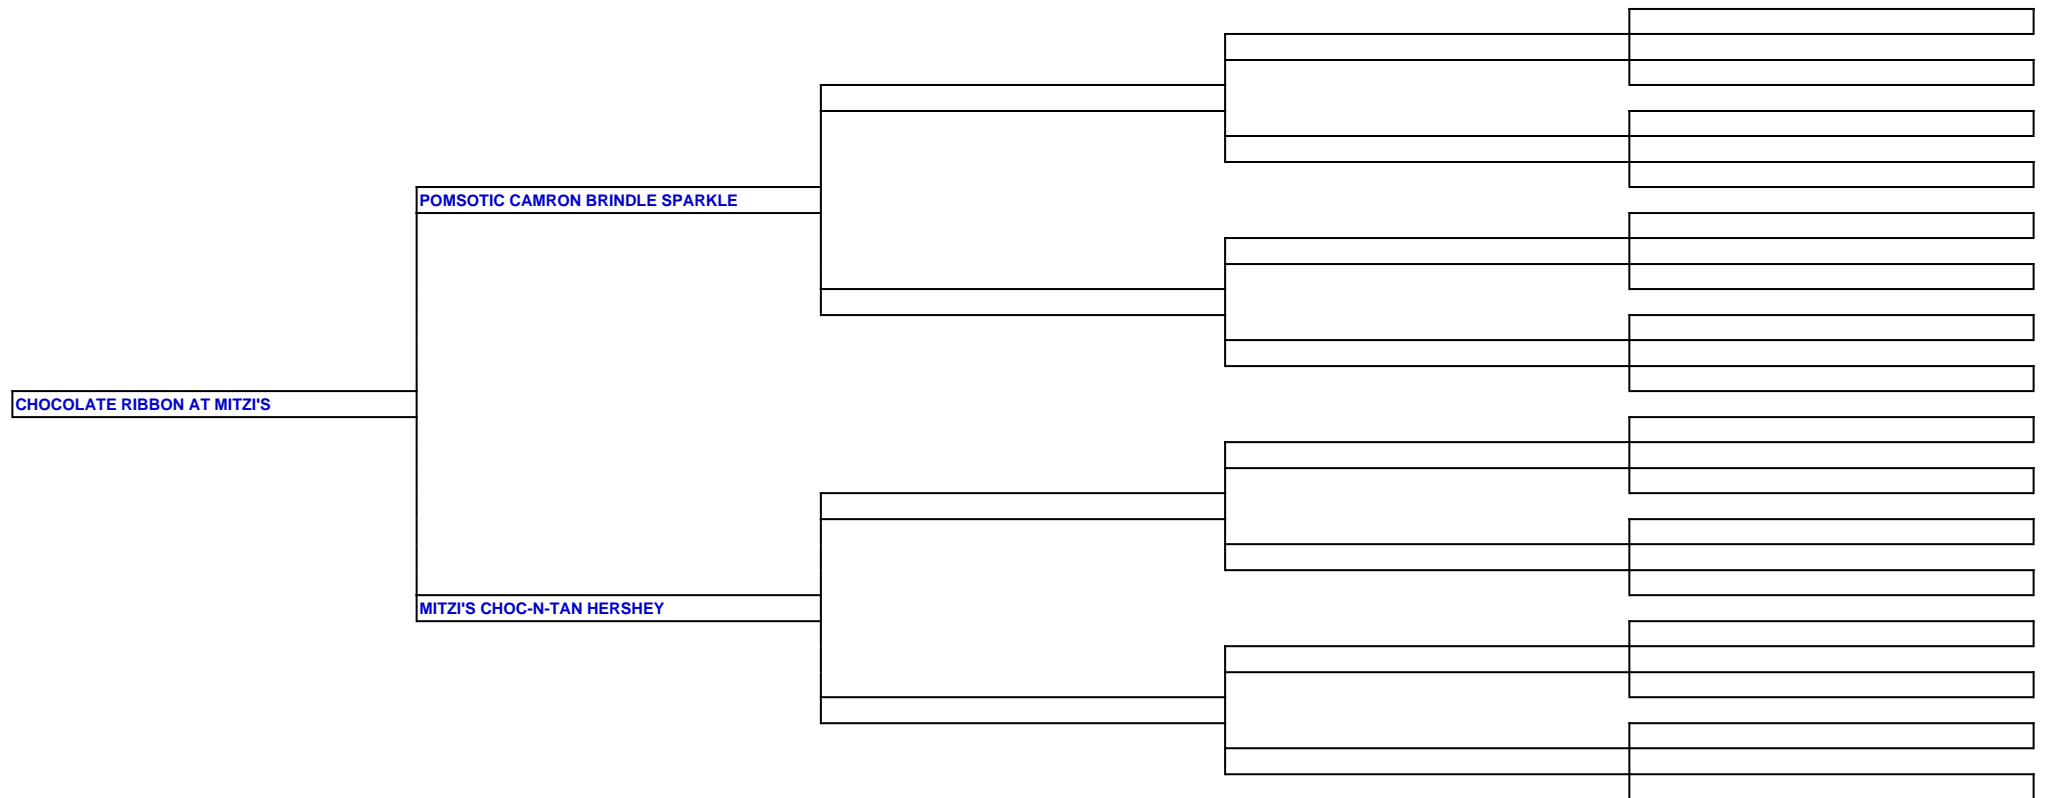 POMSOTIC CAMRON BRINDLE SPARKLE
CHOCOLATE RIBBON AT MITZI'S
MITZI'S CHOC-N-TAN HERSHEY